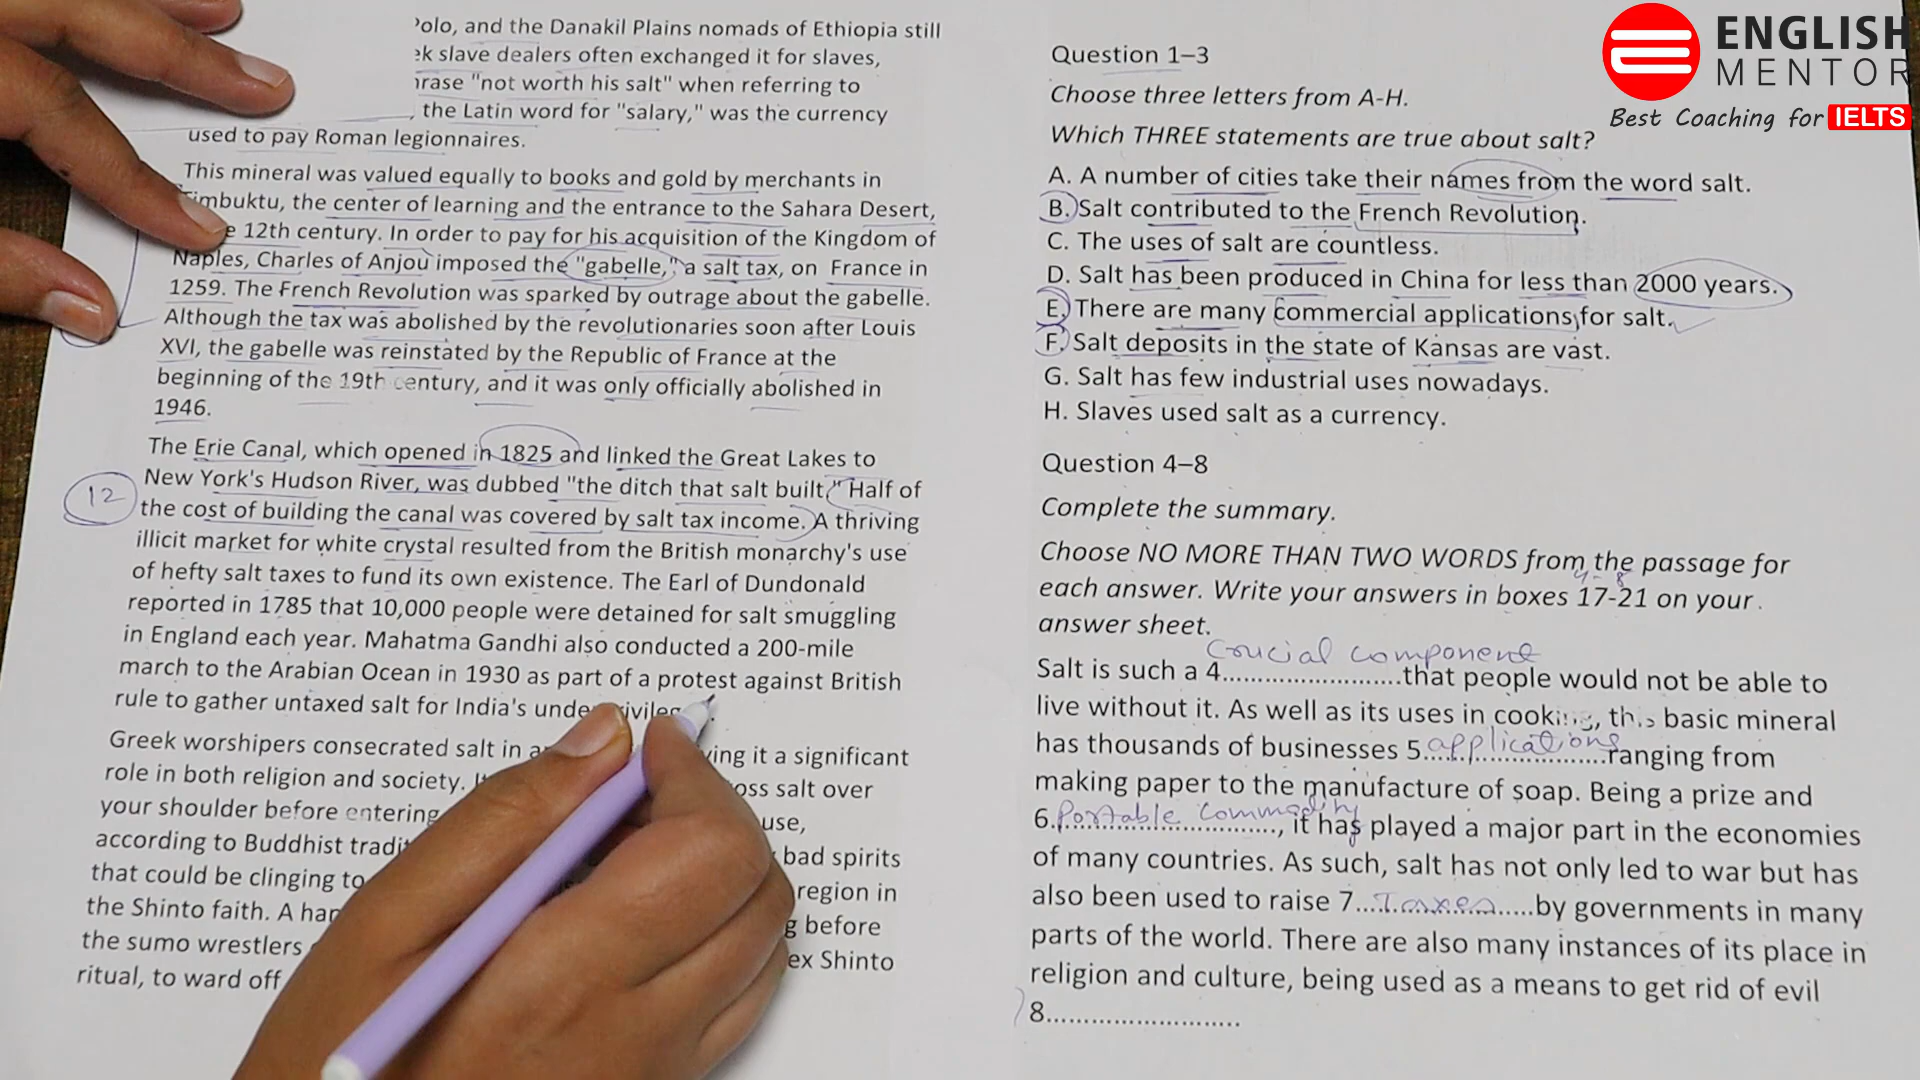 and the Danakil Plains nomads of Ethiopia still
slave dealers often exchanged it for slaves,
"not worth his salt" when referring to
the Latin word for "salary," was the currency
used to pay Roman legionnaires.
This mineral was valued equally to books and gold by merchants in
the center of learning and the entrance to the Sahara Desert,
12th century. In order to pay for his acquisition of the Kingdom of
Naples, Charles of Anjou imposed the "gabelle," a salt tax, on France in
1259. The French Revolution was sparked by outrage about the gabelle.
Although the tax was abolished by the revolutionaries soon after Louis
XVI, the gabelle was reinstated by the Republic of France at the
beginning of the 19th century, and it was only officially abolished in
1946.
The Erie Canal, which opened in 1825 and linked the Great Lakes to
New York's Hudson River, was dubbed "the ditch that salt built." Half of
12
the cost of building the canal was covered by salt tax income. A thriving
illicit market for white crystal resulted from the British monarchy's use
of hefty salt taxes to fund its own existence. The Earl of Dundonald
reported in 1785 that 10,000 people were detained for salt smuggling
in England each year. Mahatma Gandhi also conducted a 200-mile
march to the Arabian Ocean in 1930 as part of a protest against British
rule to gather untaxed salt for India's
Greek worshipers consecrated salt in a significant
role in both religion and society. salt over
your shoulder before entering use,
according to Buddhist bad spirits
that could be clinging to region in
the Shinto faith. A before
the sumo wrestlers Shinto
ritual, to ward off
Question 1–3
Choose three letters from A-H.
Which THREE statements are true about salt?
A. A number of cities take their names from the word salt.
B. Salt contributed to the French Revolution.
C. The uses of salt are countless.
D. Salt has been produced in China for less than 2000 years.
E. There are many commercial applications for salt.
F. Salt deposits in the state of Kansas are vast.
G. Salt has few industrial uses nowadays.
H. Slaves used salt as a currency.
Question 4–8
Complete the summary.
Choose NO MORE THAN TWO WORDS from the passage for
4-8
each answer. Write your answers in boxes 17-21 on your
answer sheet.
Crucial component
Salt is such a 4........................that people would not be able to
live without it. As well as its uses in cooking, this basic mineral
has thousands of businesses 5. applications ranging from
making paper to the manufacture of soap. Being a prize and
6. Portable Commodity, it has played a major part in the economies
of many countries. As such, salt has not only led to war but has
also been used to raise 7. Taxes by governments in many
parts of the world. There are also many instances of its place in
religion and culture, being used as a means to get rid of evil
8..........................
ENGLISH
MENTOR
Best Coaching for IELTS